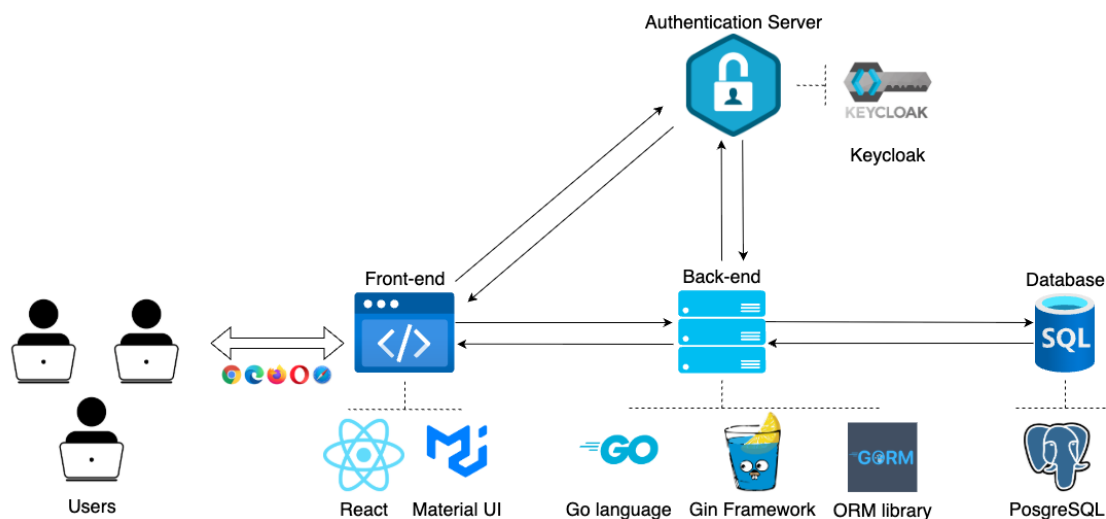 Authentication Server
KEYCLOAK
Keycloak
Front-end
Back-end
Database
</>
SQL
GO
GORM
Users
React
Material UI
Go language
Gin Framework
ORM library
PosgreSQL